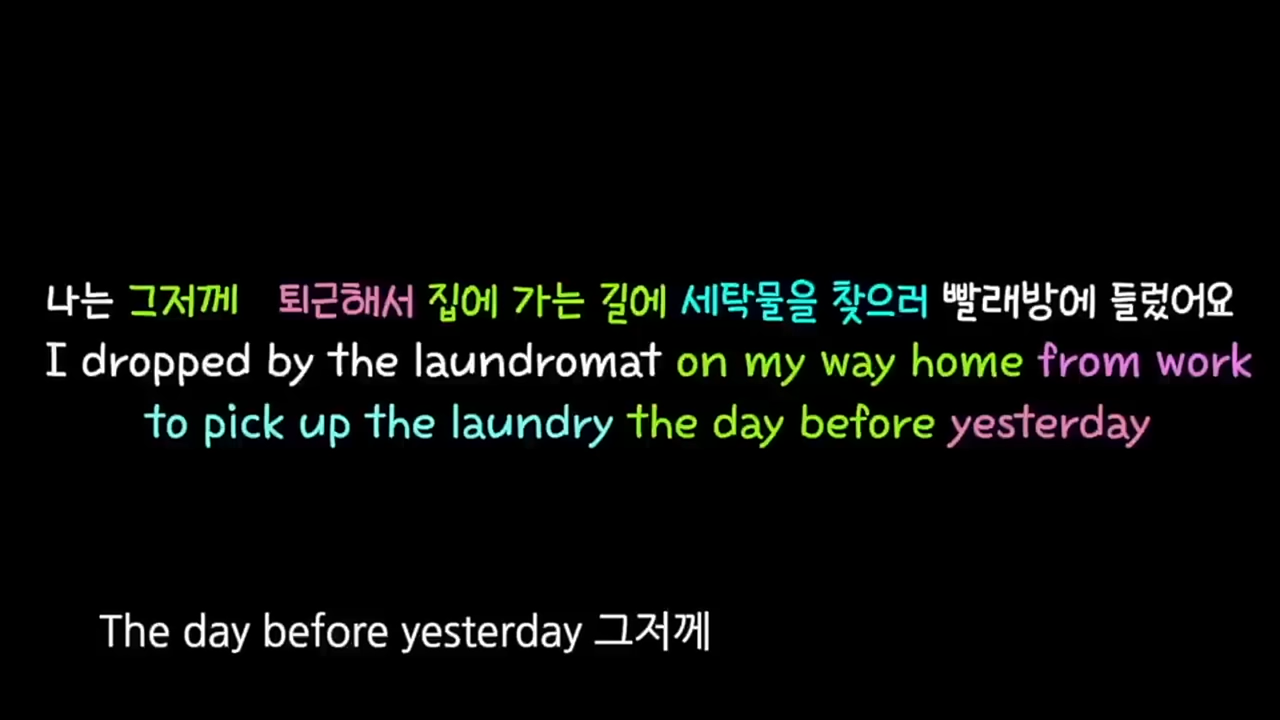 나는 그저께 퇴근해서 집에 가는 길에 세탁물을 찾으러 빨래방에 들렀어요
I dropped by the laundromat on my way home from work
to pick up the laundry the day before yesterday
The day before yesterday 그저께